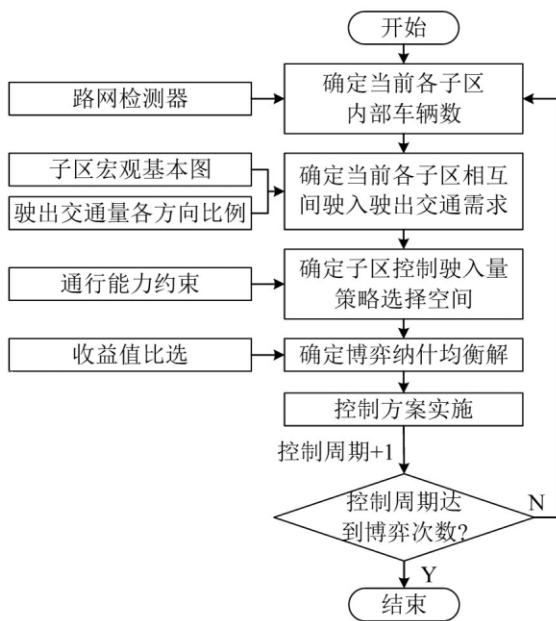 开始
路网检测器
确定当前各子区
内部车辆数
子区宏观基本图
驶出交通量各方向比例
确定当前各子区相互
间驶入驶出交通需求
通行能力约束
确定子区控制驶入量
策略选择空间
收益值比选
确定博弈纳什均衡解
控制方案实施
控制周期+1
控制周期达
到博弈次数?
N
Y
结束